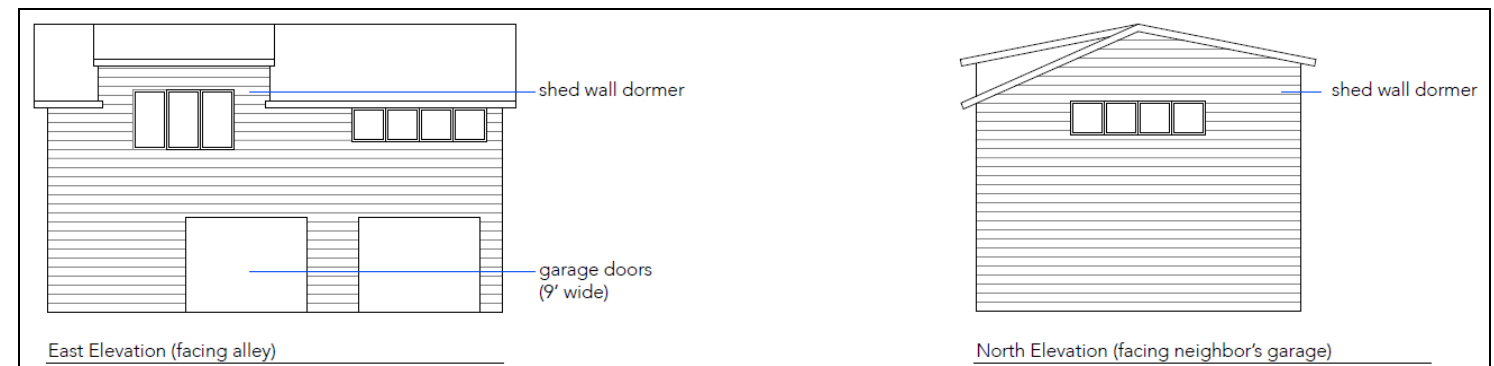 shed wall dormer
garage doors
(9’ wide)
East Elevation (facing alley)
shed wall dormer
North Elevation (facing neighbor’s garage)